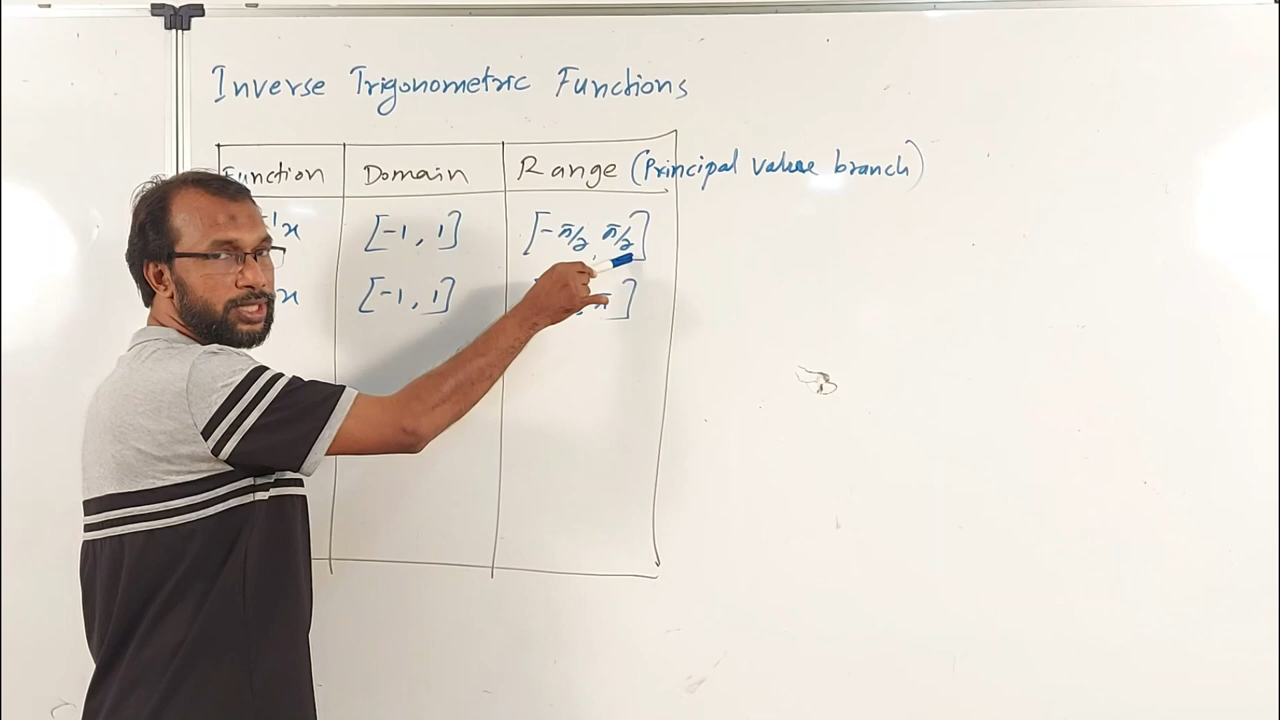 Inverse Trigonometric Functions
Function Domain Range (Principal value branch)
⁻¹x [-1, 1] [-π/2, π/2]
x [-1, 1] , π]